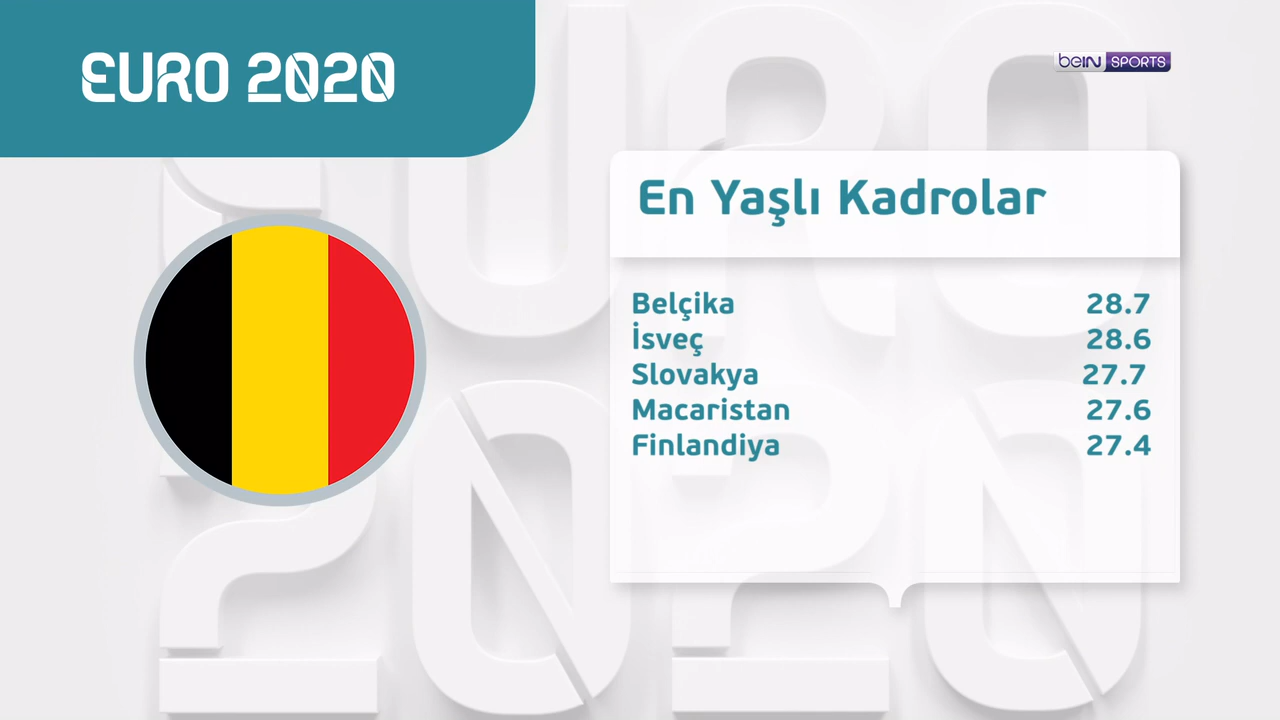 EURO 2020
beIN SPORTS
En Yaşlı Kadrolar
Belçika 28.7
İsveç 28.6
Slovakya 27.7
Macaristan 27.6
Finlandiya 27.4